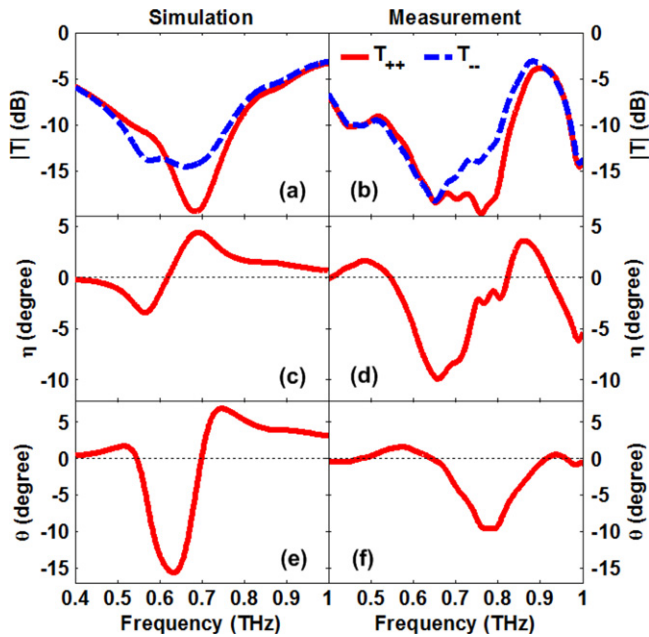 Simulation Measurement
0 0
-5 T++ T-- -5
|T| (dB) -10 -10 |T| (dB)
-15 -15
(a) (b)
5 5
0 0
η (degree) -5 -5 η (degree)
-10 (c) (d) -10
5 5
0 0
θ (degree) -5 -5 θ (degree)
-10 -10
-15 (e) (f) -15
0.4 0.5 0.6 0.7 0.8 0.9 1 0.5 0.6 0.7 0.8 0.9 1
Frequency (THz) Frequency (THz)